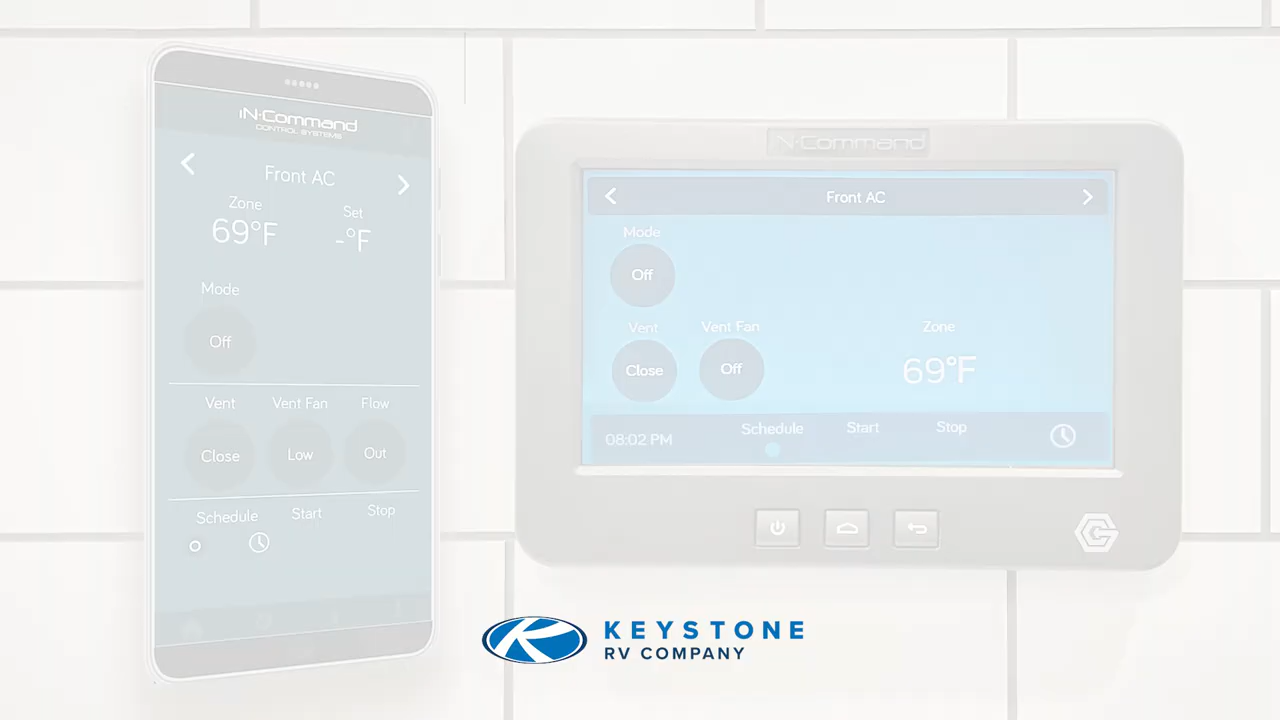 iN·Command
CONTROL SYSTEMS
Front AC
Zone
Set
69°F
-°F
Mode
Off
Vent
Vent Fan
Flow
Close
Low
Out
Schedule
Start
Stop
iN·Command
Front AC
Mode
Off
Vent
Vent Fan
Zone
Close
Off
69°F
08:02 PM
Schedule
Start
Stop
KEYSTONE
RV COMPANY